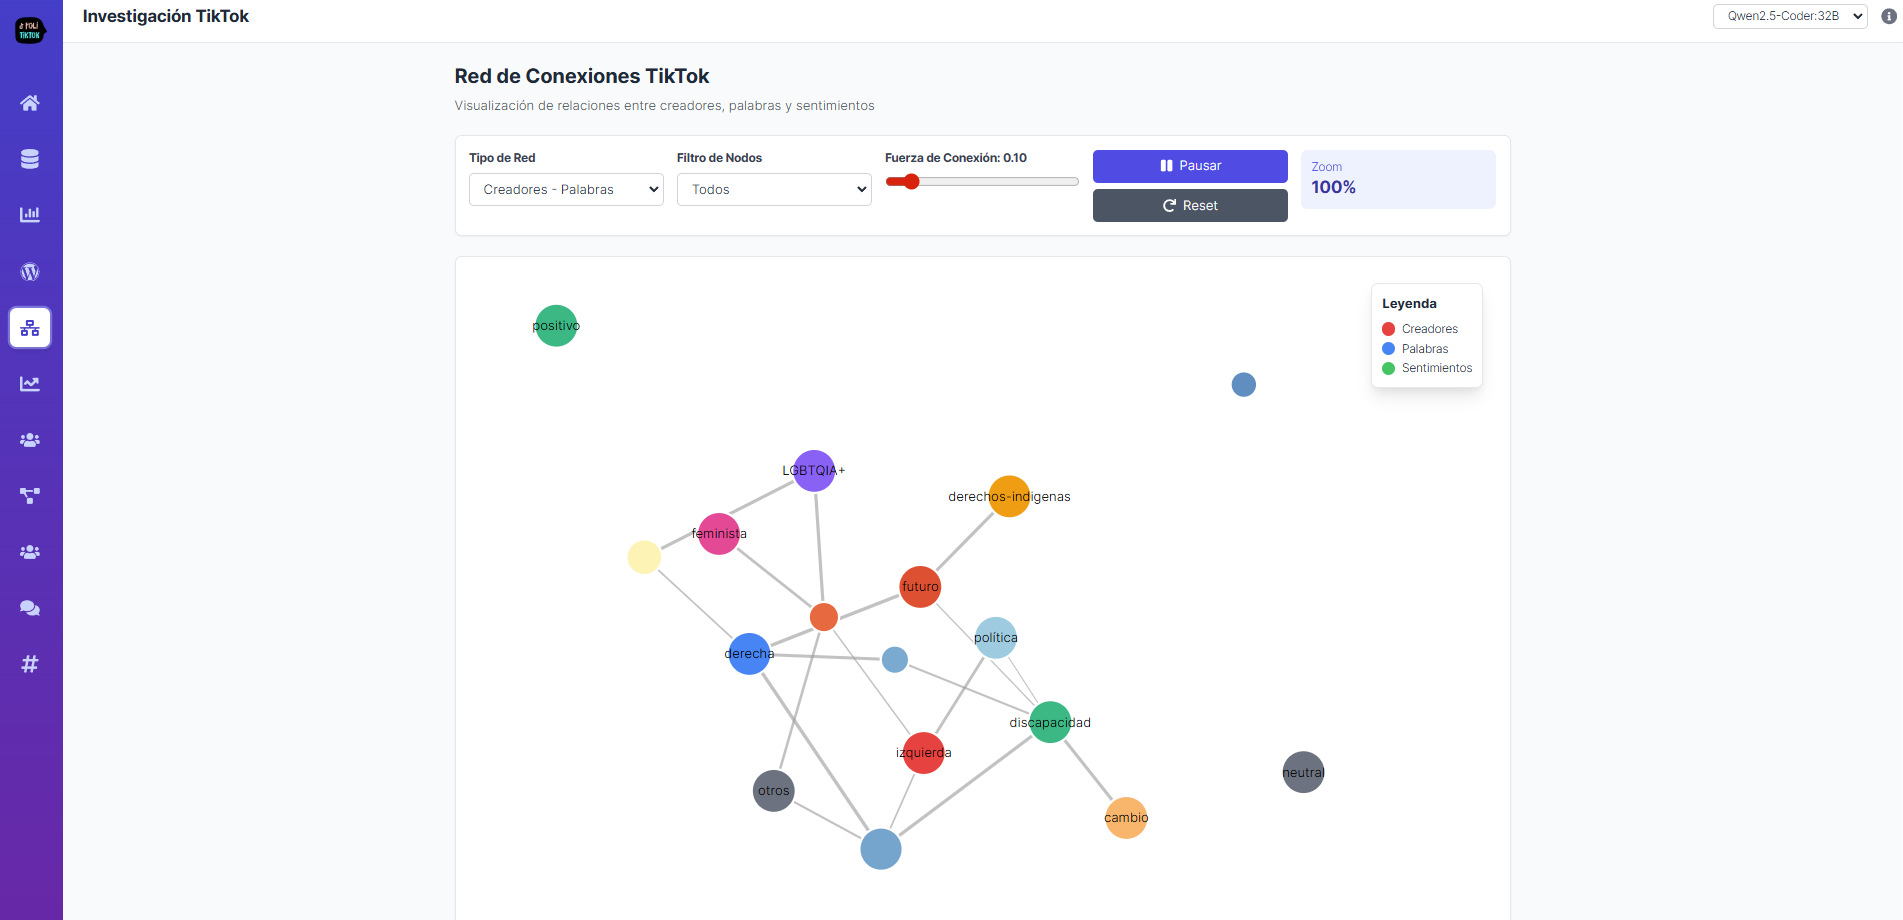 POLI
TIKTOK
Investigación TikTok
Qwen2.5-Coder:32B
Red de Conexiones TikTok
Visualización de relaciones entre creadores, palabras y sentimientos
Tipo de Red
Creadores - Palabras
Filtro de Nodos
Todos
Fuerza de Conexión: 0.10
Pausar
Reset
Zoom
100%
Leyenda
Creadores
Palabras
Sentimientos
positivo
LGBTQIA+
derechos-indigenas
feminista
futuro
política
derecha
discapacidad
izquierda
neutral
otros
cambio